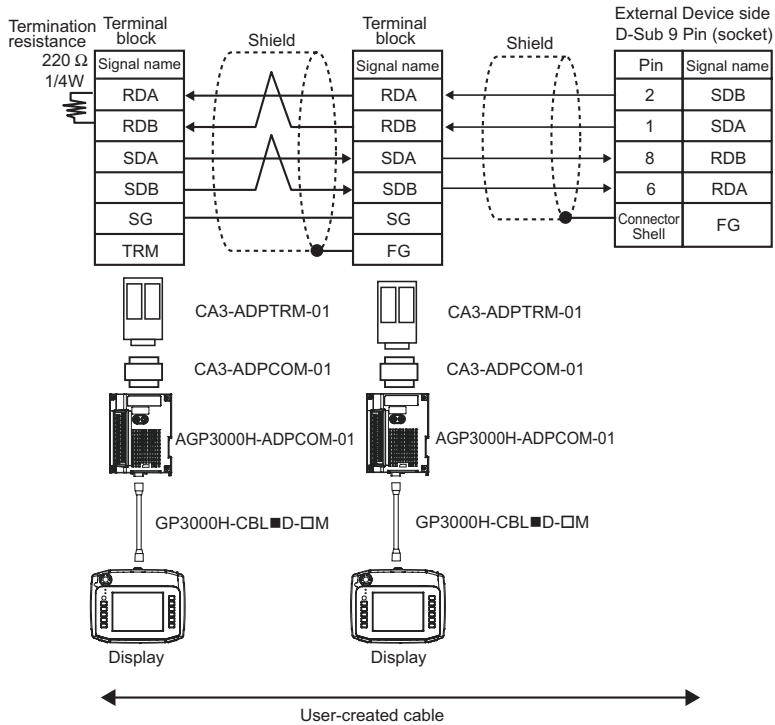 Termination resistance
220 Ω
1/4W
Terminal block
Signal name
RDA
RDB
SDA
SDB
SG
TRM
Shield
Terminal block
Signal name
RDA
RDB
SDA
SDB
SG
FG
Shield
External Device side
D-Sub 9 Pin (socket)
Pin Signal name
2 SDB
1 SDA
8 RDB
6 RDA
Connector Shell FG
CA3-ADPTRM-01
CA3-ADPTRM-01
CA3-ADPCOM-01
CA3-ADPCOM-01
AGP3000H-ADPCOM-01
AGP3000H-ADPCOM-01
GP3000H-CBL■D-□M
GP3000H-CBL■D-□M
Display
Display
User-created cable